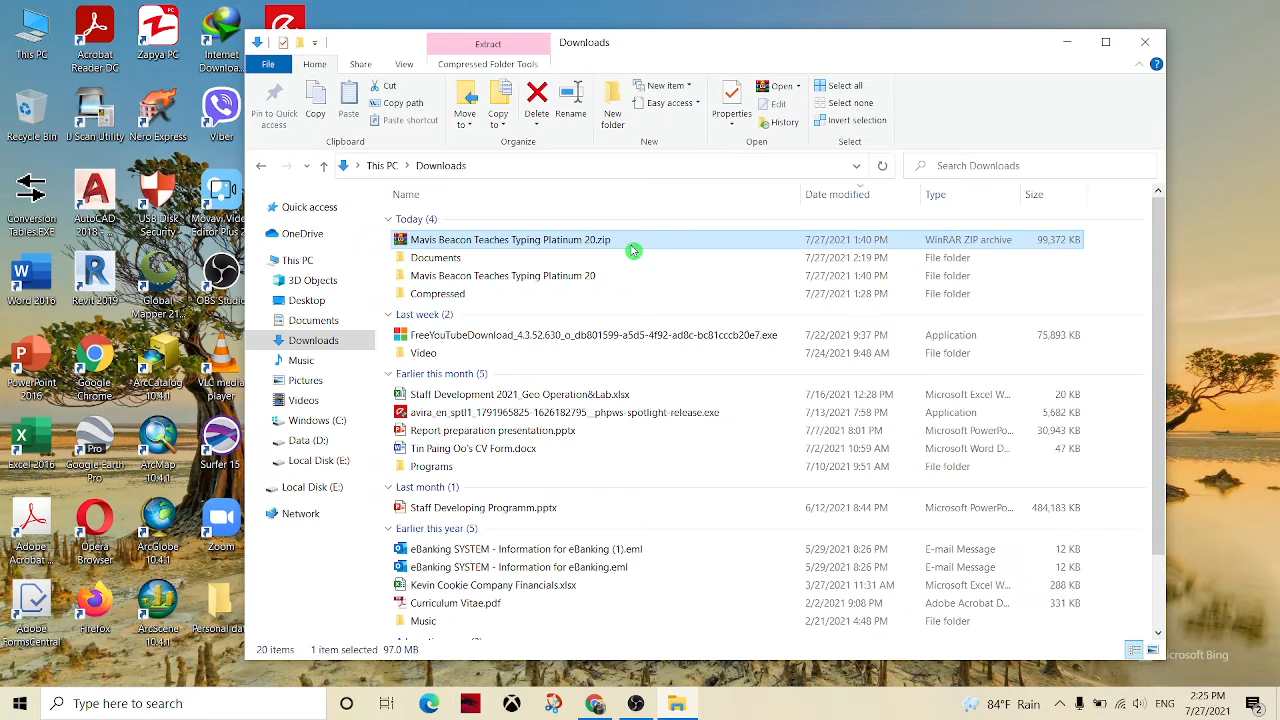 This PC
Acrobat
Reader DC
Zapya PC
Internet
Downloa...
Recycle Bin
IJ Scan Utility
Nero Express
Viber
Conversion
Tables.EXE
AutoCAD
2018 -...
USB Disk
Security
Movavi Vide
Editor
Word 2016
Revit 2019
Global
Mapper 21...
OBS Studio
PowerPoint
2016
Google
Chrome
ArcCatalog
10.4.1
VLC media
player
Excel 2016
Google Earth
Pro
ArcMap
10.4.1
Surfer 15
Adobe
Acrobat ...
Opera
Browser
ArcGlobe
10.4.1
Zoom
Adobe
FormsCentral
Firefox
ArcScene
10.4.1
Personal dat
Extract
Downloads
File
Home
Share
View
Compressed Folder Tools
Pin to Quick
access
Copy
Paste
Cut
Copy path
Paste shortcut
Move
to
Copy
to
Delete
Rename
New
folder
New item
Easy access
Properties
Open
Edit
History
Select all
Select none
Invert selection
Clipboard
Organize
New
Open
Select
This PC
Downloads
Search Downloads
Quick access
OneDrive
This PC
3D Objects
Desktop
Documents
Downloads
Music
Pictures
Videos
Windows (C:)
Data (D:)
Local Disk (E:)
Local Disk (E:)
Network
Name Date modified Type Size
Today (4)
Mavis Beacon Teaches Typing Platinum 20.zip 7/27/2021 1:40 PM WinRAR ZIP archive 99,372 KB
Documents 7/27/2021 2:19 PM File folder
Mavis Beacon Teaches Typing Platinum 20 7/27/2021 1:40 PM File folder
Compressed 7/27/2021 1:28 PM File folder
Last week (2)
FreeYouTubeDownload_4.3.52.630_o_db801599-a5d5-4f92-ad8c-bc81cccb20e7.exe 7/22/2021 9:37 PM Application 75,893 KB
Video 7/24/2021 9:48 AM File folder
Earlier this month (5)
Staff Development 2021_Geo Operation&Lab.xlsx 7/16/2021 12:28 PM Microsoft Excel W... 20 KB
avira_en_sptl1_1791965825-1626182795__phpws-spotlight-release.exe 7/13/2021 7:58 PM Application 5,682 KB
Report preparation presentation.pptx 7/7/2021 8:01 PM Microsoft PowerPo... 30,943 KB
Tin Paing Oo's CV Form.docx 7/2/2021 10:59 AM Microsoft Word D... 47 KB
Programs 7/10/2021 9:51 AM File folder
Last month (1)
Staff Developing Programm.pptx 6/12/2021 8:44 PM Microsoft PowerPo... 484,183 KB
Earlier this year (5)
eBanking SYSTEM - Information for eBanking (1).eml 5/29/2021 8:26 PM E-mail Message 12 KB
eBanking SYSTEM - Information for eBanking.eml 5/29/2021 8:26 PM E-mail Message 12 KB
Kevin Cookie Company Financials.xlsx 3/27/2021 11:31 AM Microsoft Excel W... 288 KB
Curriculum Vitae.pdf 2/2/2021 9:08 PM Adobe Acrobat D... 331 KB
Music 2/21/2021 4:48 PM File folder
20 items 1 item selected 97.0 MB
icrosoft Bing
Type here to search
84°F Rain
ENG
2:25 PM
7/27/2021
2